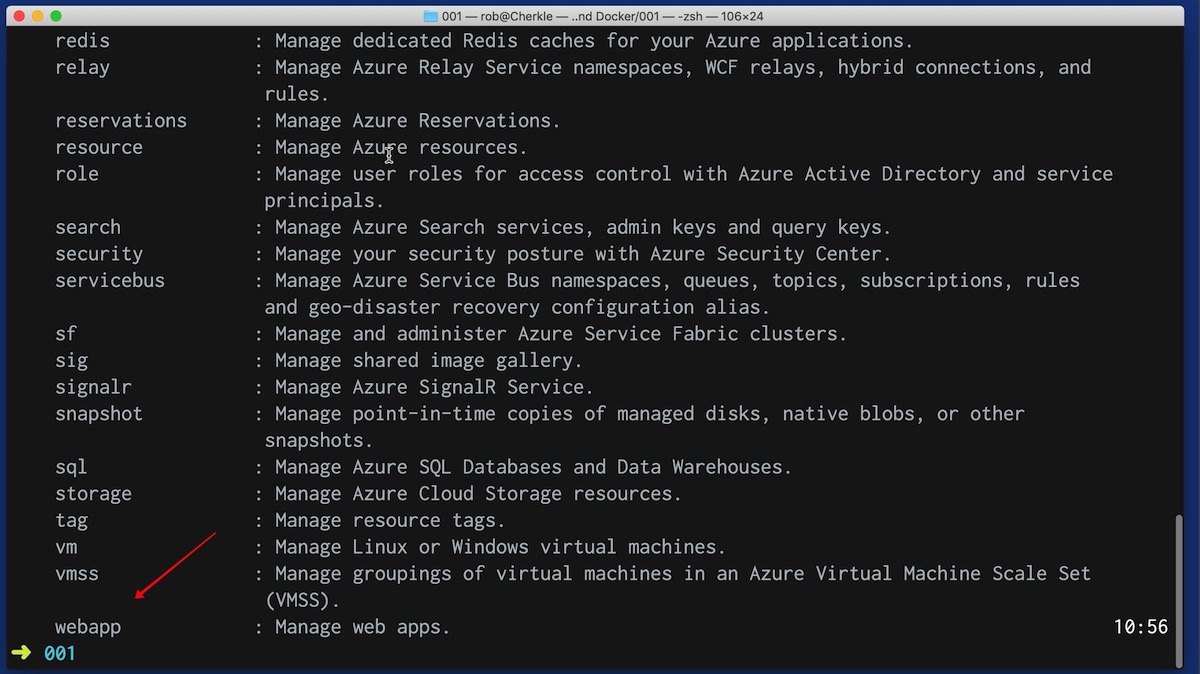 001 — rob@Cherkle — ..nd Docker/001 — -zsh — 106×24
redis : Manage dedicated Redis caches for your Azure applications.
relay : Manage Azure Relay Service namespaces, WCF relays, hybrid connections, and
rules.
reservations : Manage Azure Reservations.
resource : Manage Azure resources.
role : Manage user roles for access control with Azure Active Directory and service
principals.
search : Manage Azure Search services, admin keys and query keys.
security : Manage your security posture with Azure Security Center.
servicebus : Manage Azure Service Bus namespaces, queues, topics, subscriptions, rules
and geo-disaster recovery configuration alias.
sf : Manage and administer Azure Service Fabric clusters.
sig : Manage shared image gallery.
signalr : Manage Azure SignalR Service.
snapshot : Manage point-in-time copies of managed disks, native blobs, or other
snapshots.
sql : Manage Azure SQL Databases and Data Warehouses.
storage : Manage Azure Cloud Storage resources.
tag : Manage resource tags.
vm : Manage Linux or Windows virtual machines.
vmss : Manage groupings of virtual machines in an Azure Virtual Machine Scale Set
(VMSS).
webapp : Manage web apps. 10:56
➜ 001